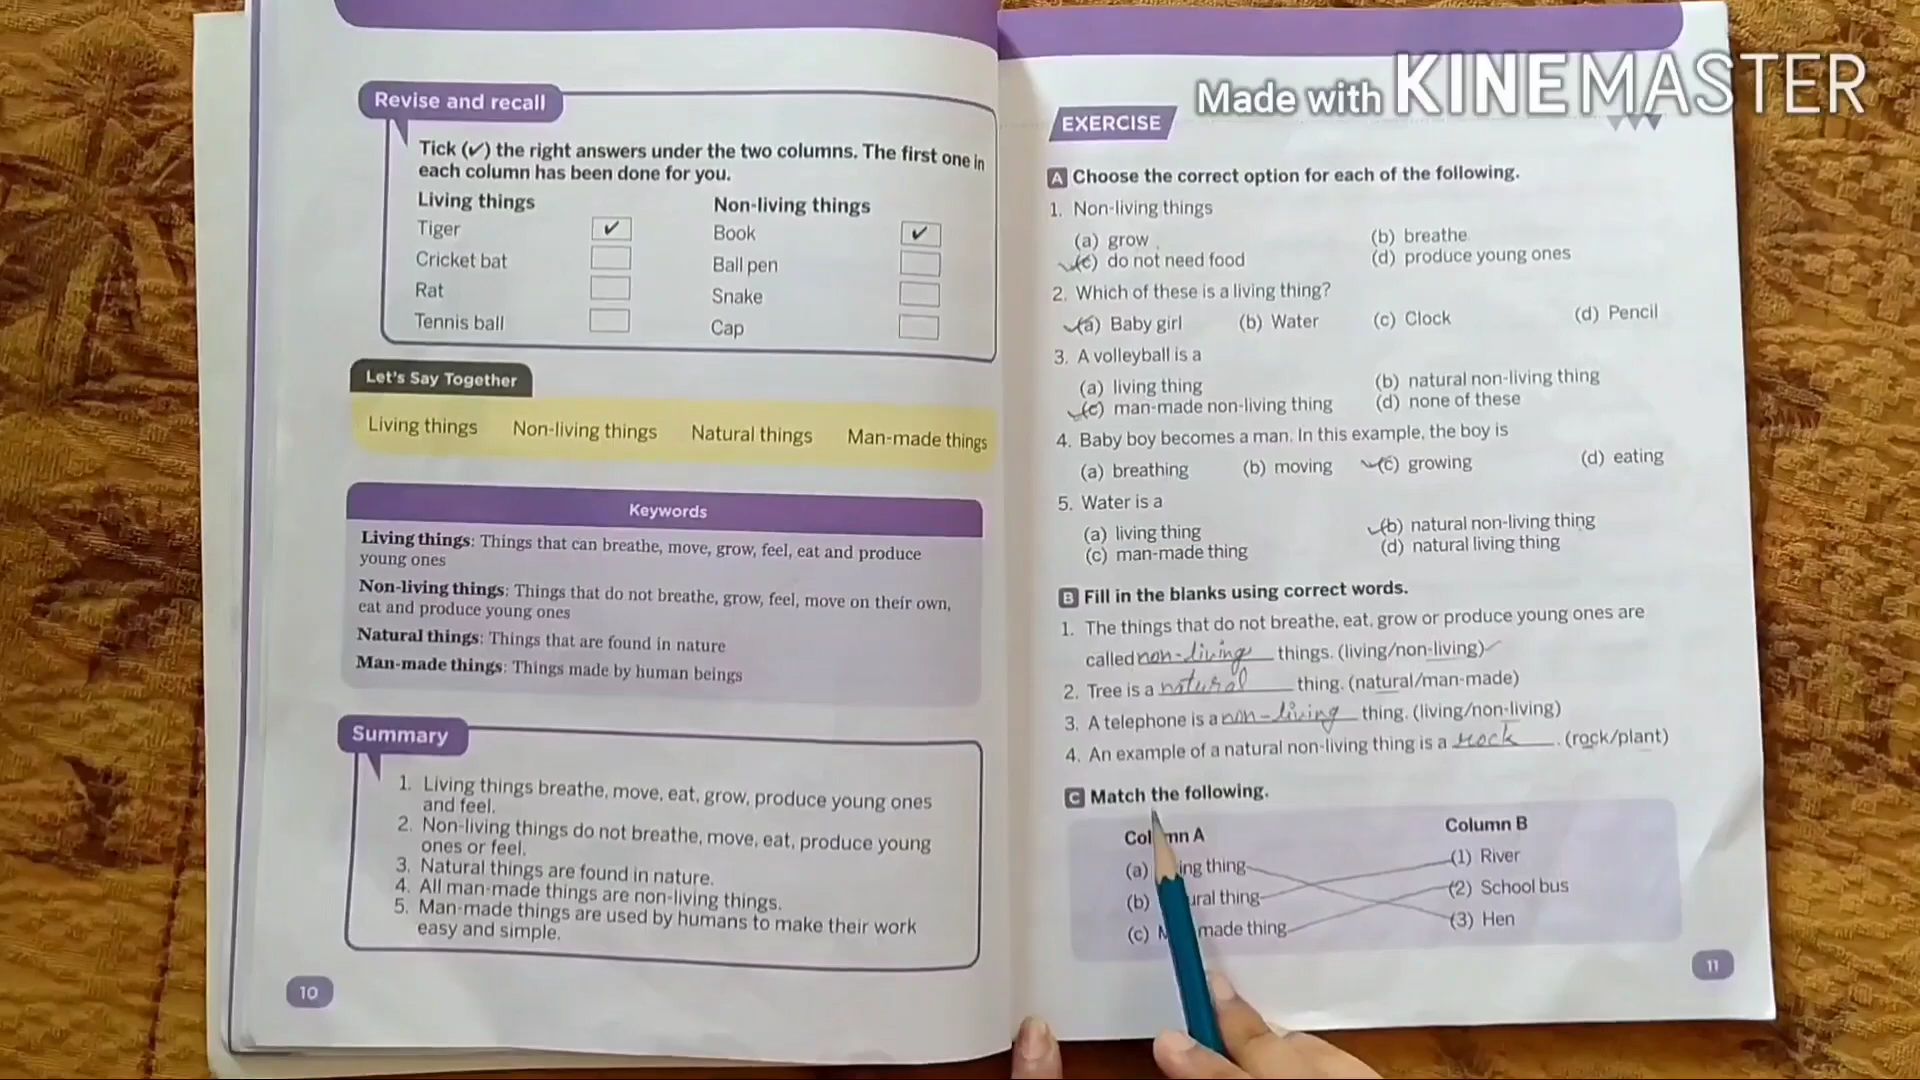 Made with KINEMASTER
Revise and recall
Tick (✓) the right answers under the two columns. The first one in
each column has been done for you.
Living things Non-living things
Tiger ✓ Book ✓
Cricket bat Ball pen
Rat Snake
Tennis ball Cap
Let's Say Together
Living things Non-living things Natural things Man-made things
Keywords
Living things: Things that can breathe, move, grow, feel, eat and produce
young ones
Non-living things: Things that do not breathe, grow, feel, move on their own,
eat and produce young ones
Natural things: Things that are found in nature
Man-made things: Things made by human beings
Summary
1. Living things breathe, move, eat, grow, produce young ones
and feel.
2. Non-living things do not breathe, move, eat, produce young
ones or feel.
3. Natural things are found in nature.
4. All man-made things are non-living things.
5. Man-made things are used by humans to make their work
easy and simple.
10
EXERCISE
A Choose the correct option for each of the following.
1. Non-living things
(a) grow (b) breathe
✓(c) do not need food (d) produce young ones
2. Which of these is a living thing?
✓(a) Baby girl (b) Water (c) Clock (d) Pencil
3. A volleyball is a
(a) living thing (b) natural non-living thing
✓(c) man-made non-living thing (d) none of these
4. Baby boy becomes a man. In this example, the boy is
(a) breathing (b) moving ✓(c) growing (d) eating
5. Water is a
(a) living thing ✓(b) natural non-living thing
(c) man-made thing (d) natural living thing
B Fill in the blanks using correct words.
1. The things that do not breathe, eat, grow or produce young ones are
called non-living things. (living/non-living)
2. Tree is a natural thing. (natural/man-made)
3. A telephone is a non-living thing. (living/non-living)
4. An example of a natural non-living thing is a rock. (rock/plant)
C Match the following.
Column A Column B
(a) thing (1) River
(b) thing (2) School bus
(c) made thing (3) Hen
11